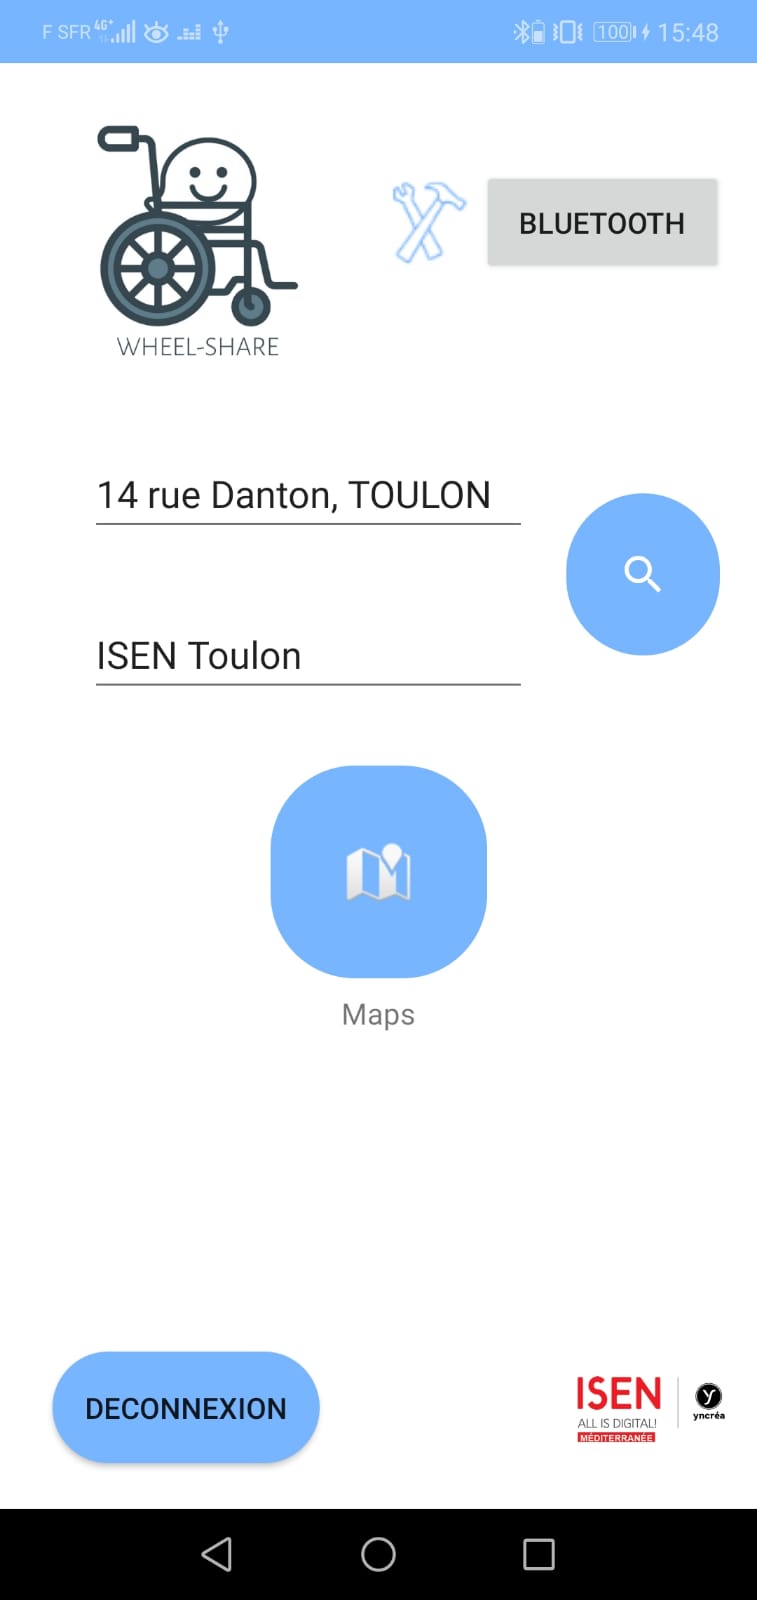 F SFR 4G+ 100 15:48
BLUETOOTH
WHEEL-SHARE
14 rue Danton, TOULON
ISEN Toulon
Maps
DECONNEXION
ISEN
ALL IS DIGITAL!
MÉDITERRANÉE
yncréa